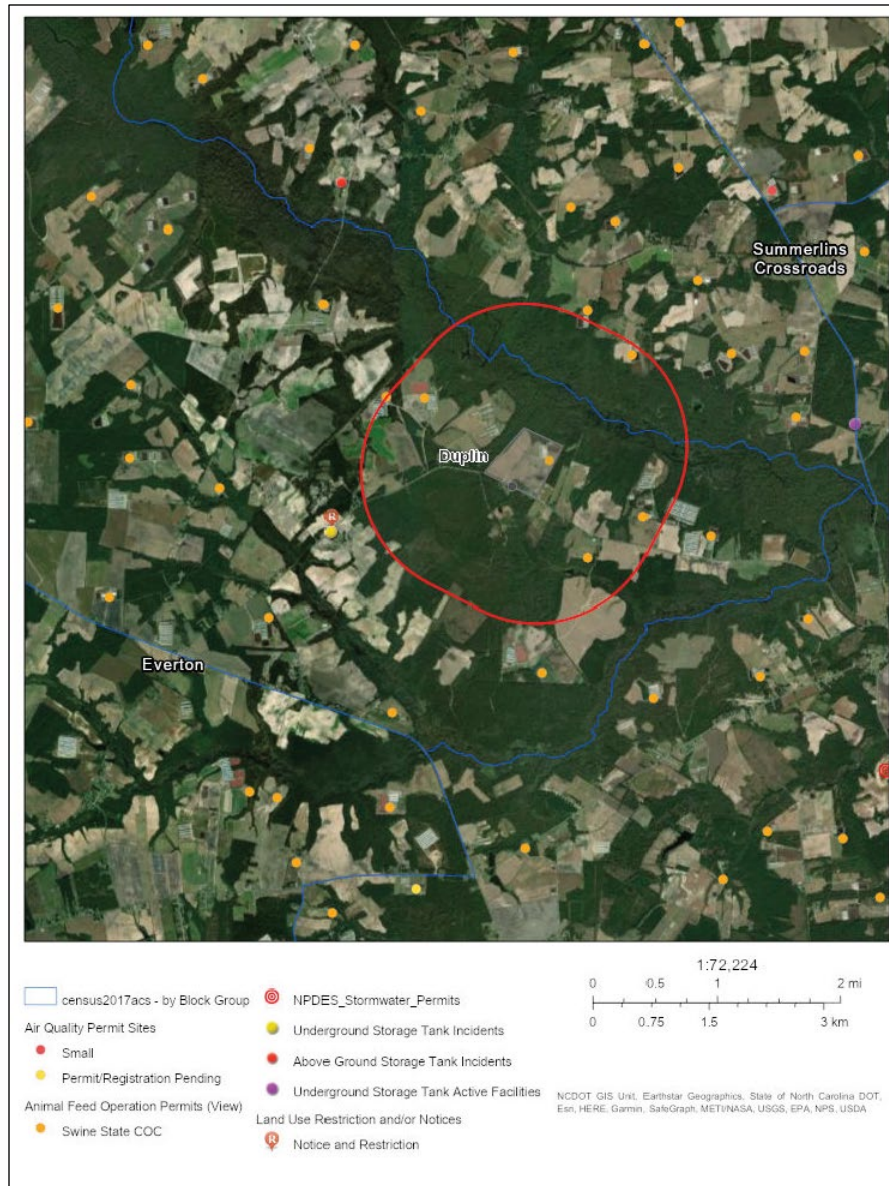 Summerlins
Crossroads
Duplin
R
Everton
1:72,224
0 0.5 1 2 mi
0 0.75 1.5 3 km
census2017acs - by Block Group
Air Quality Permit Sites
Small
Permit/Registration Pending
Animal Feed Operation Permits (View)
Swine State COC
NPDES_Stormwater_Permits
Underground Storage Tank Incidents
Above Ground Storage Tank Incidents
Underground Storage Tank Active Facilities
Land Use Restriction and/or Notices
R
Notice and Restriction
NCDOT GIS Unit, Earthstar Geographics, State of North Carolina DOT,
Esri, HERE, Garmin, SafeGraph, METI/NASA, USGS, EPA, NPS, USDA